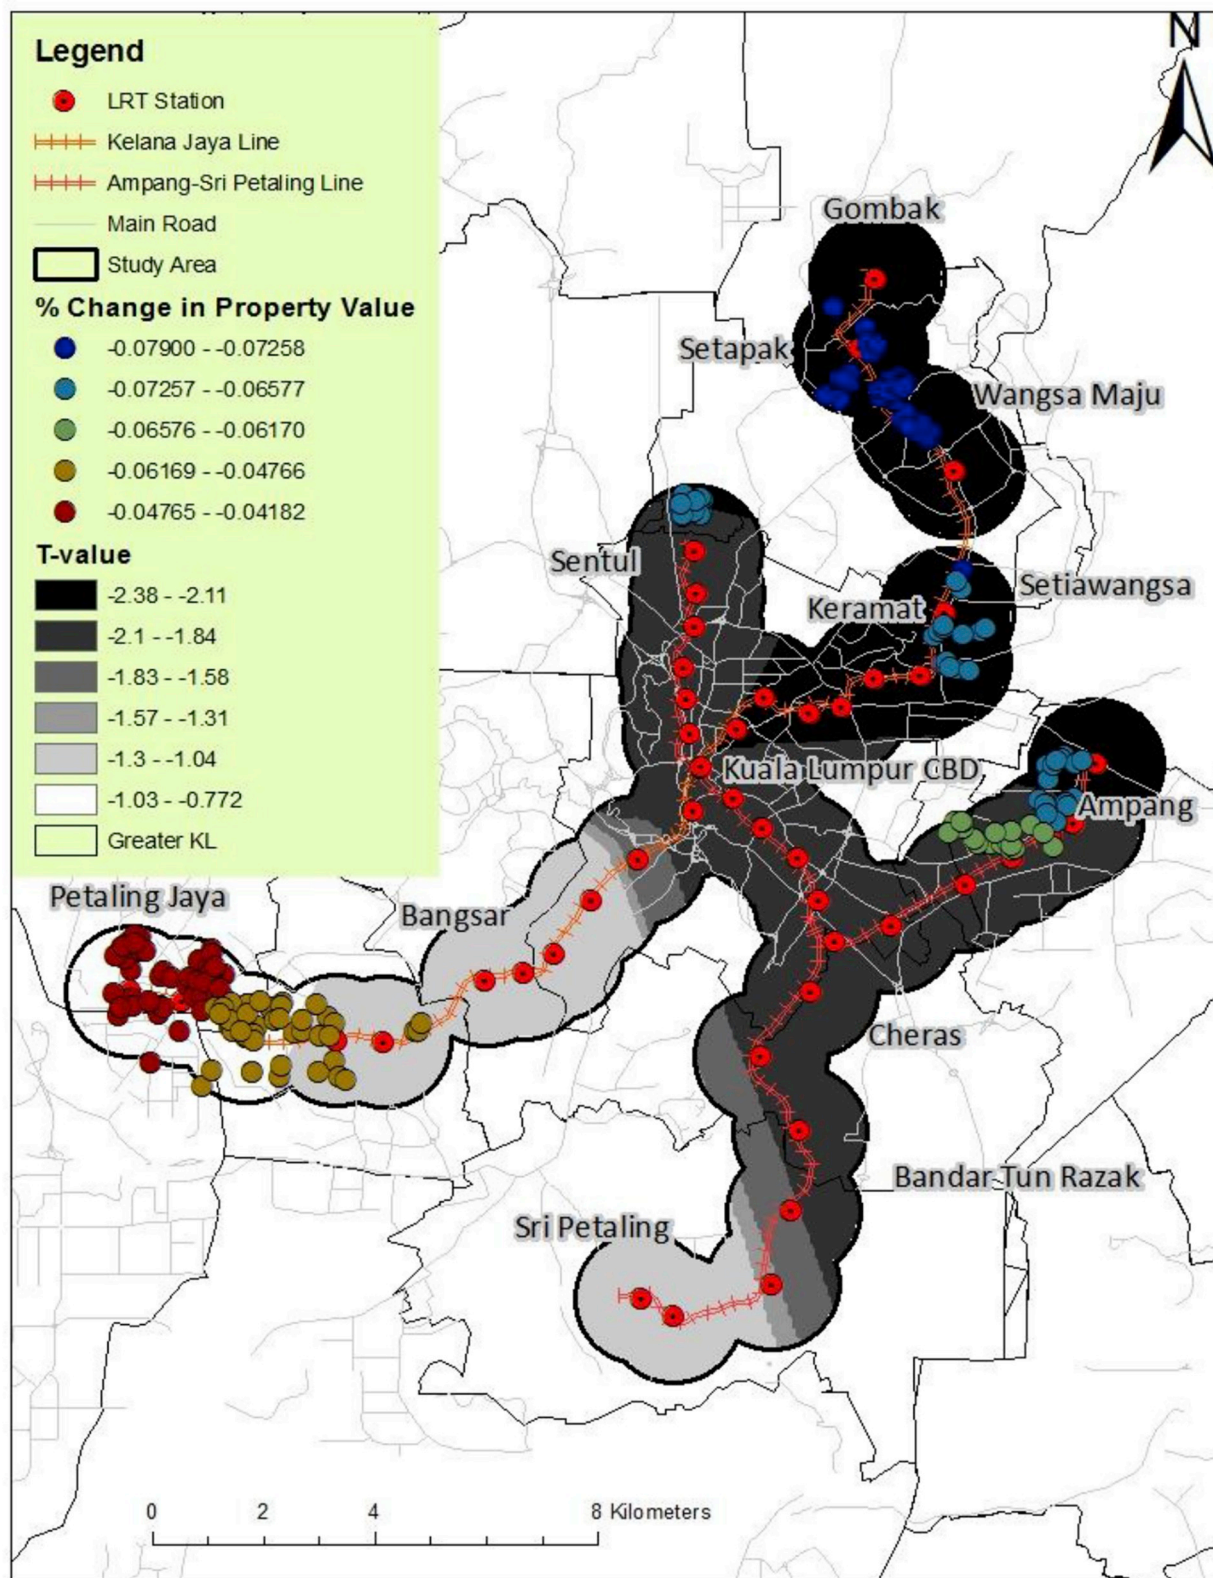 N
Legend
LRT Station
Kelana Jaya Line
Ampang-Sri Petaling Line
Main Road
Study Area
% Change in Property Value
-0.07900 - -0.07258
-0.07257 - -0.06577
-0.06576 - -0.06170
-0.06169 - -0.04766
-0.04765 - -0.04182
T-value
-2.38 - -2.11
-2.1 - -1.84
-1.83 - -1.58
-1.57 - -1.31
-1.3 - -1.04
-1.03 - -0.772
Greater KL
Gombak
Setapak
Wangsa Maju
Sentul
Setiawangsa
Keramat
Kuala Lumpur CBD
Ampang
Petaling Jaya
Bangsar
Cheras
Bandar Tun Razak
Sri Petaling
0 2 4 8 Kilometers